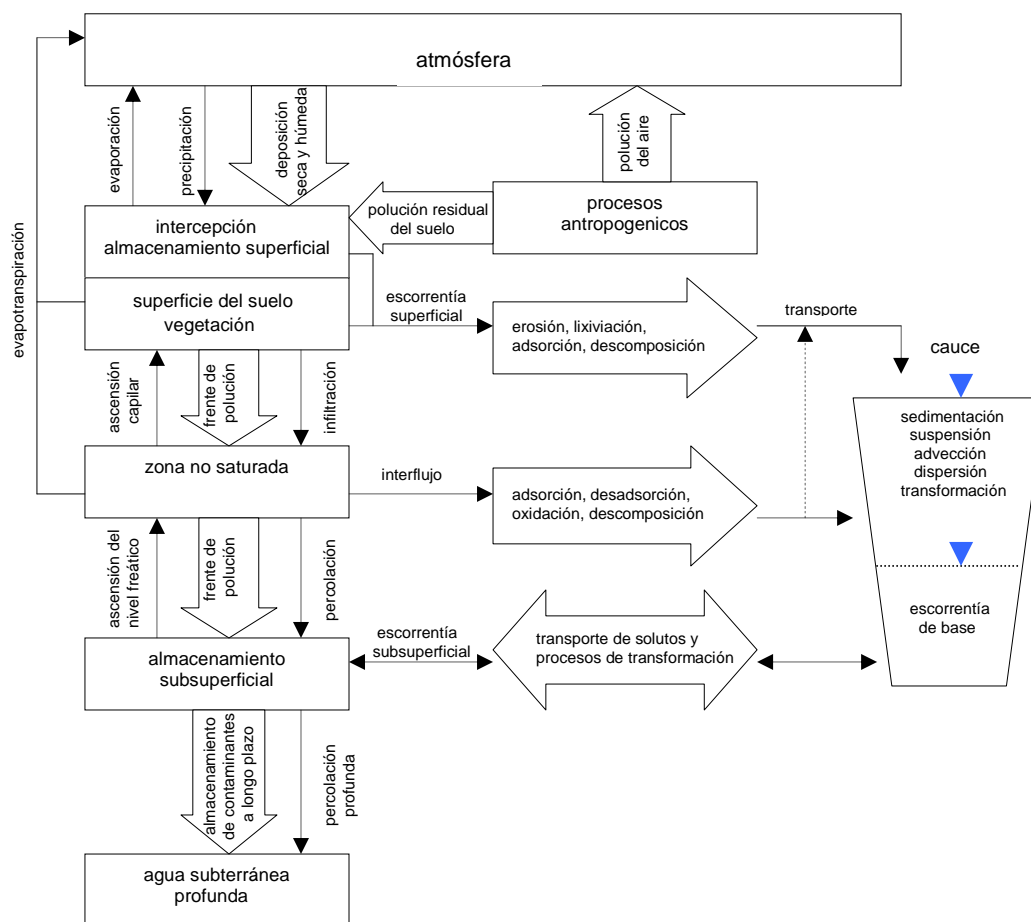 atmósfera
evaporación
precipitación
deposición
seca y húmeda
polución
del aire
intercepción
almacenamiento superficial
polución residual
del suelo
procesos
antropogenicos
evapotranspiración
superficie del suelo
vegetación
escorrentía
superficial
erosión, lixiviación,
adsorción, descomposición
transporte
cauce
ascensión
capilar
frente de
polución
infiltración
sedimentación
suspensión
advección
dispersión
transformación
zona no saturada
interflujo
adsorción, desadsorción,
oxidación, descomposición
ascensión del
nivel freático
frente de
polución
percolación
escorrentía
de base
almacenamiento
subsuperficial
escorrentía
subsuperficial
transporte de solutos y
procesos de transformación
almacenamiento
de contaminantes
a longo plazo
percolación
profunda
agua subterránea
profunda